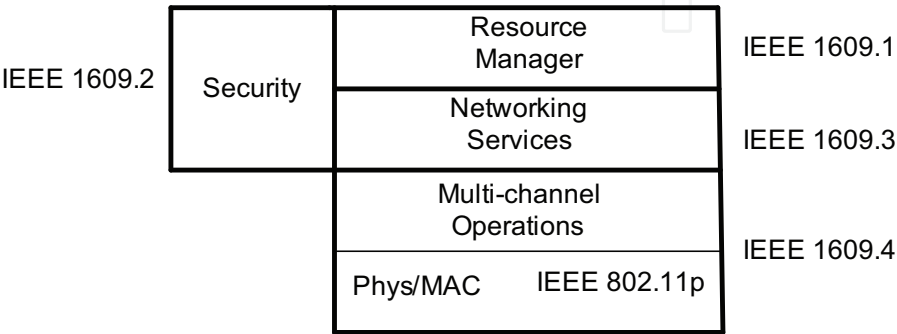 IEEE 1609.2
Security
Resource
Manager
IEEE 1609.1
Networking
Services
IEEE 1609.3
Multi-channel
Operations
IEEE 1609.4
Phys/MAC IEEE 802.11p